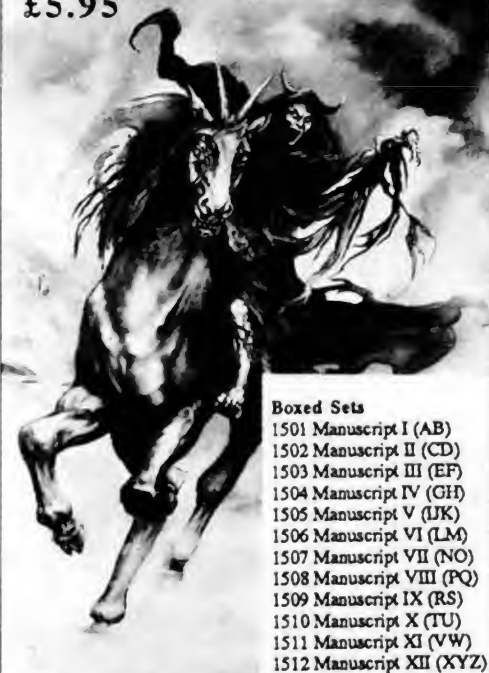 £5.95
Boxed Sets
1501 Manuscript I (AB)
1502 Manuscript II (CD)
1503 Manuscript III (EF)
1504 Manuscript IV (GH)
1505 Manuscript V (IJK)
1506 Manuscript VI (LM)
1507 Manuscript VII (NO)
1508 Manuscript VIII (PQ)
1509 Manuscript IX (RS)
1510 Manuscript X (TU)
1511 Manuscript XI (VW)
1512 Manuscript XII (XYZ)